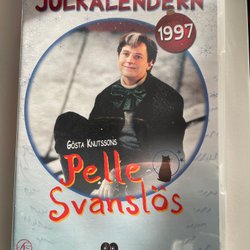 JULKALENDERN
1997
GÖSTA KNUTSSONS
Pelle
Svanslös